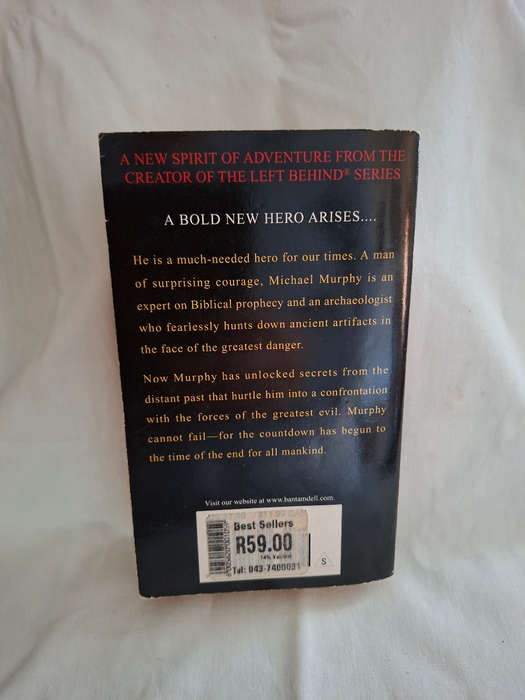 A NEW SPIRIT OF ADVENTURE FROM THE
CREATOR OF THE LEFT BEHIND® SERIES
A BOLD NEW HERO ARISES....
He is a much-needed hero for our times. A man
of surprising courage, Michael Murphy is an
expert on Biblical prophecy and an archaeologist
who fearlessly hunts down ancient artifacts in
the face of the greatest danger.
Now Murphy has unlocked secrets from the
distant past that hurtle him into a confrontation
with the forces of the greatest evil. Murphy
cannot fail—for the countdown has begun to
the time of the end for all mankind.
Visit our website at www.bantamdell.com.
Best Sellers
R59.00
Tel: 043-7400001
S